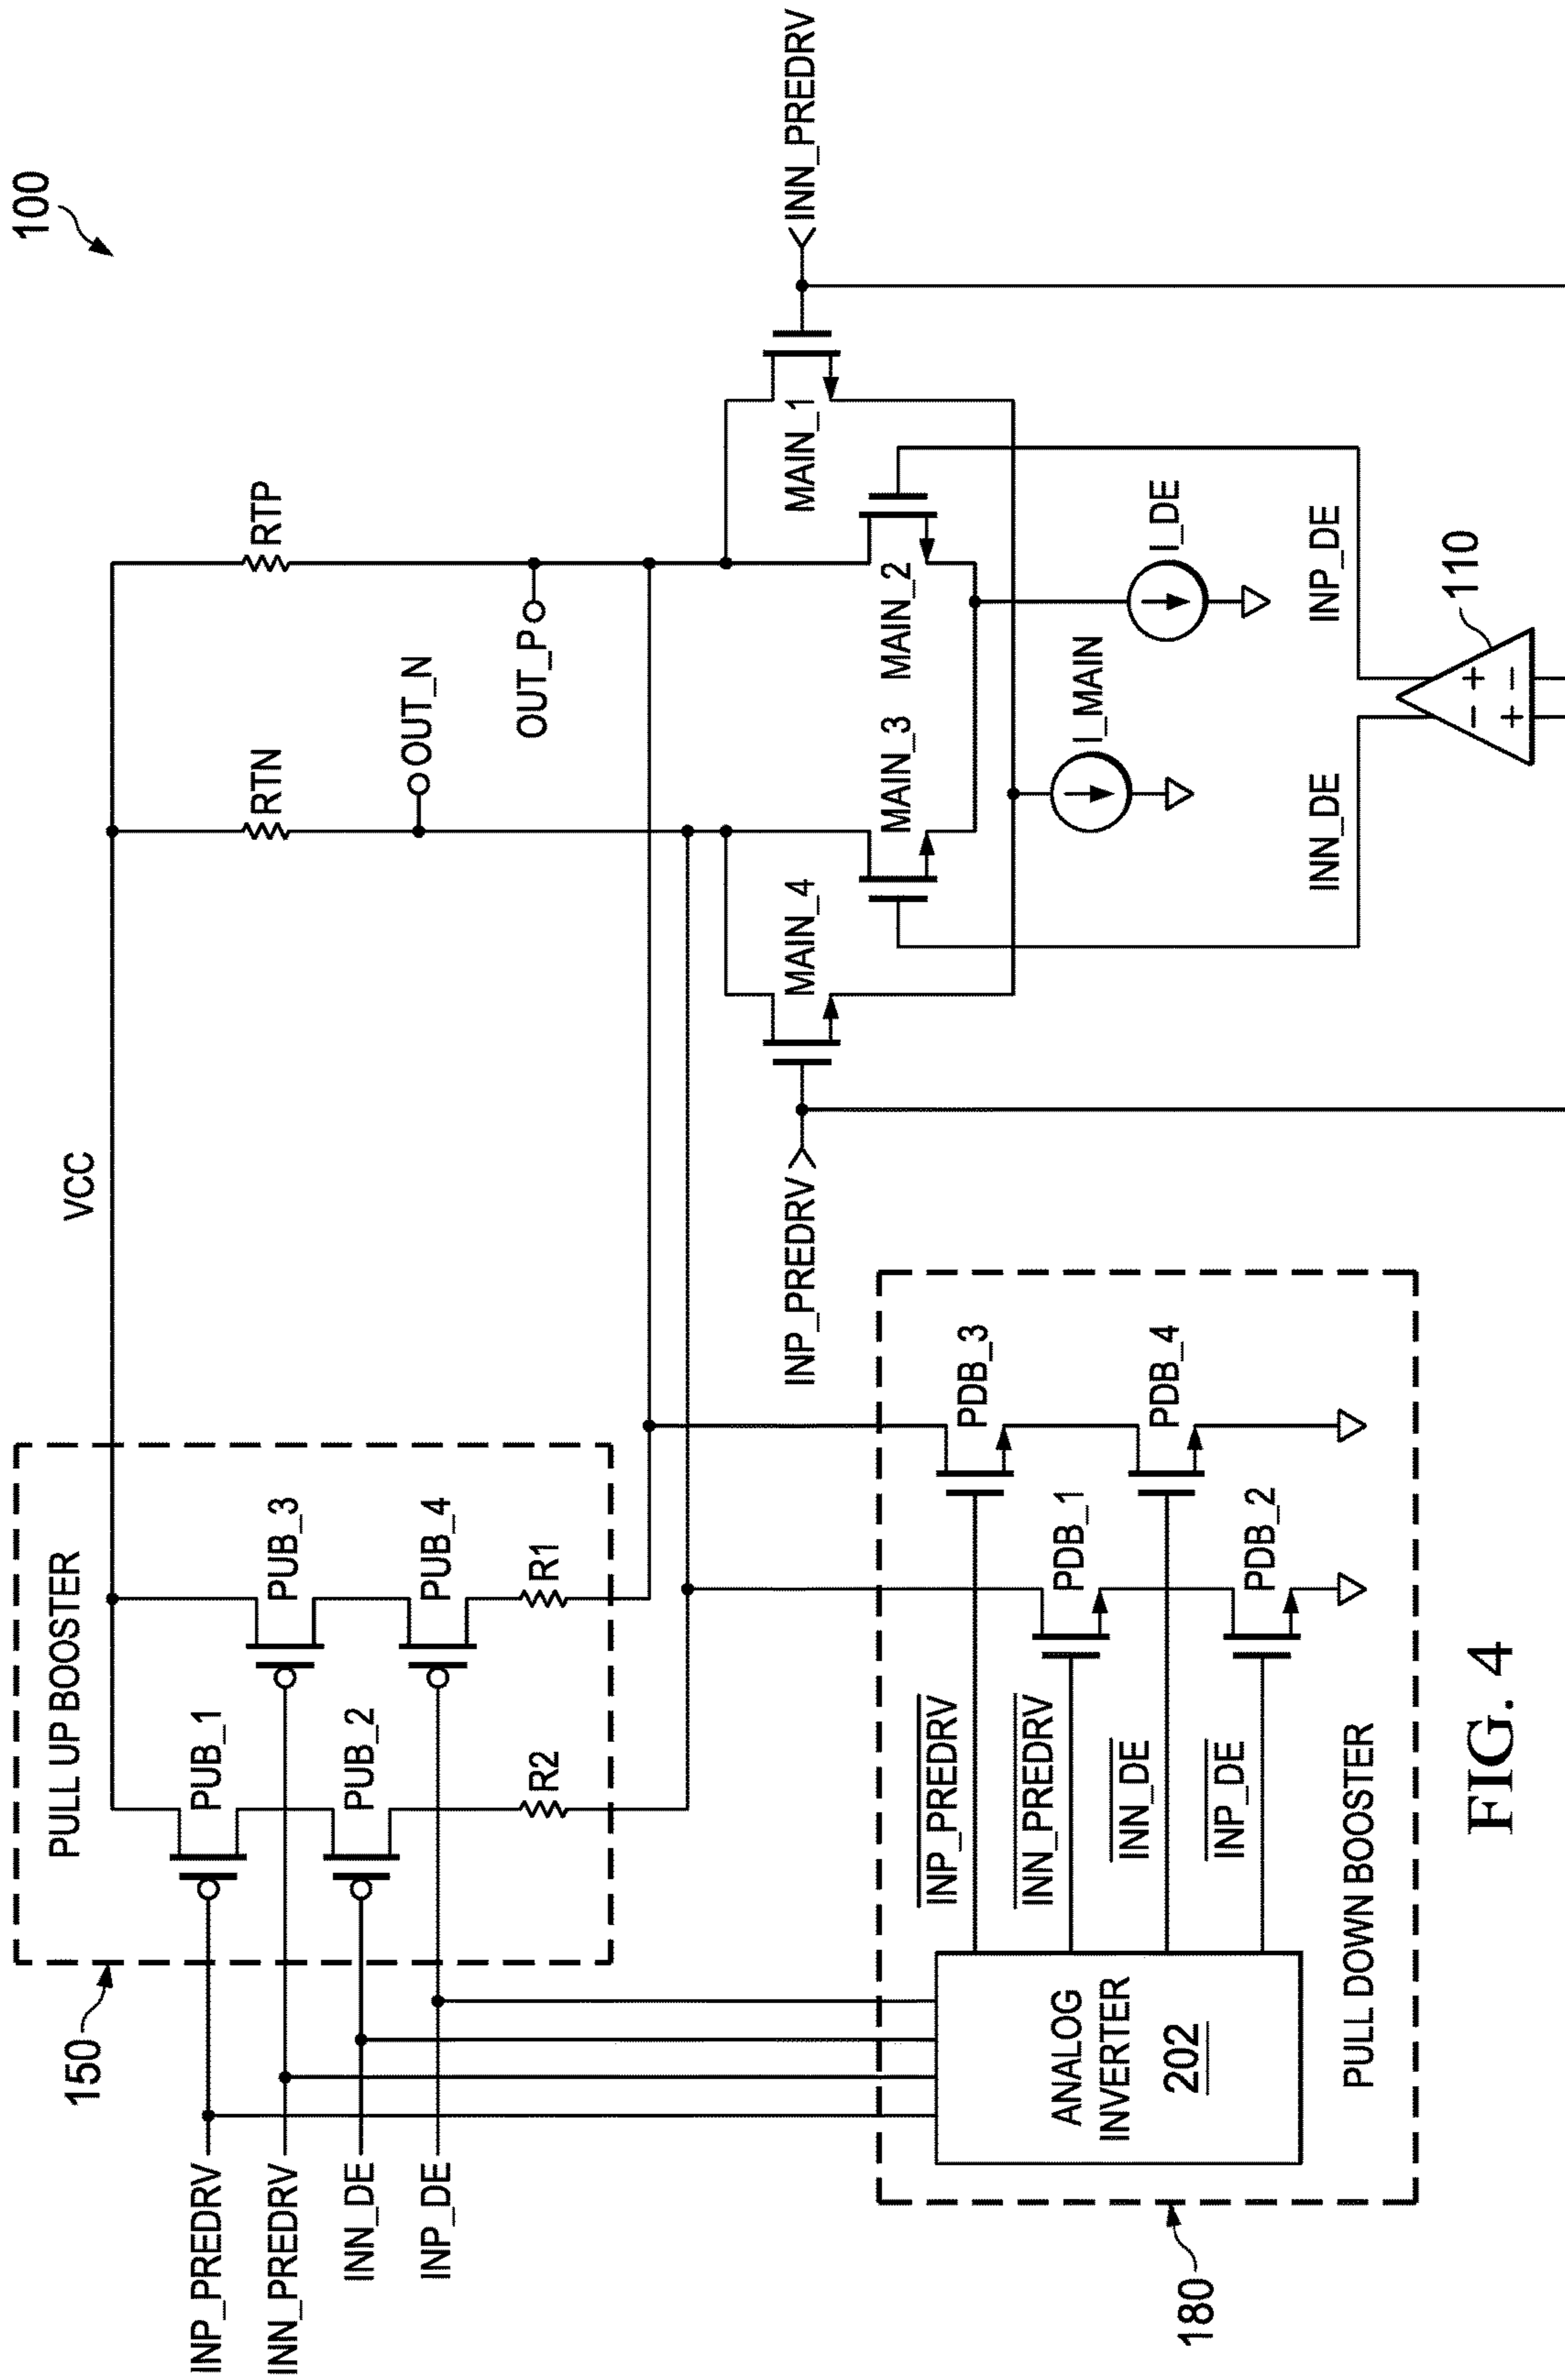 100
VCC
150
PULL UP BOOSTER
PUB_1
PUB_2
PUB_3
PUB_4
R2
R1
INP_PREDRV
INN_PREDRV
INN_DE
INP_DE
RTN
RTP
OUT_N
OUT_P
INP_PREDRV
INN_PREDRV
MAIN_4
MAIN_3
MAIN_2
MAIN_1
I_MAIN
I_DE
INN_DE
INP_DE
110
- +
+ -
180
ANALOG
INVERTER
202
INP_PREDRV
INN_PREDRV
INN_DE
INP_DE
PDB_3
PDB_1
PDB_4
PDB_2
PULL DOWN BOOSTER
FIG. 4